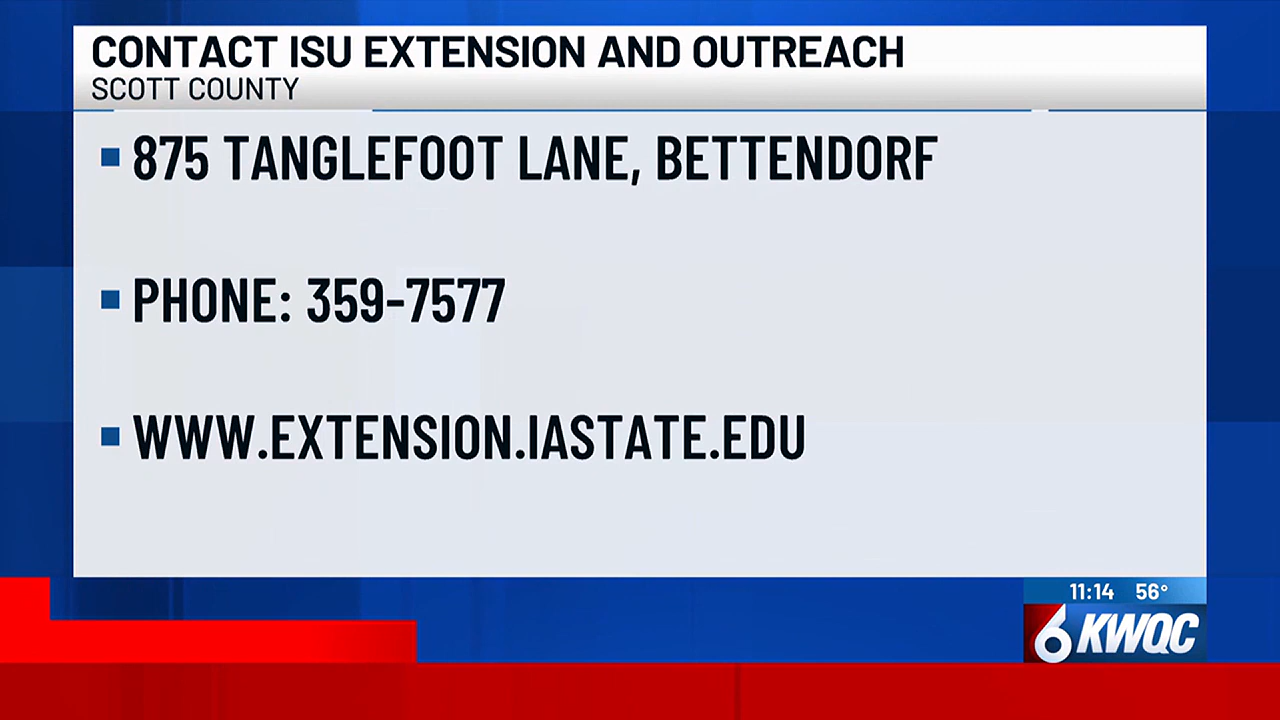 CONTACT ISU EXTENSION AND OUTREACH
SCOTT COUNTY
875 TANGLEFOOT LANE, BETTENDORF
PHONE: 359-7577
WWW.EXTENSION.IASTATE.EDU
11:14 56°
6 KWQC